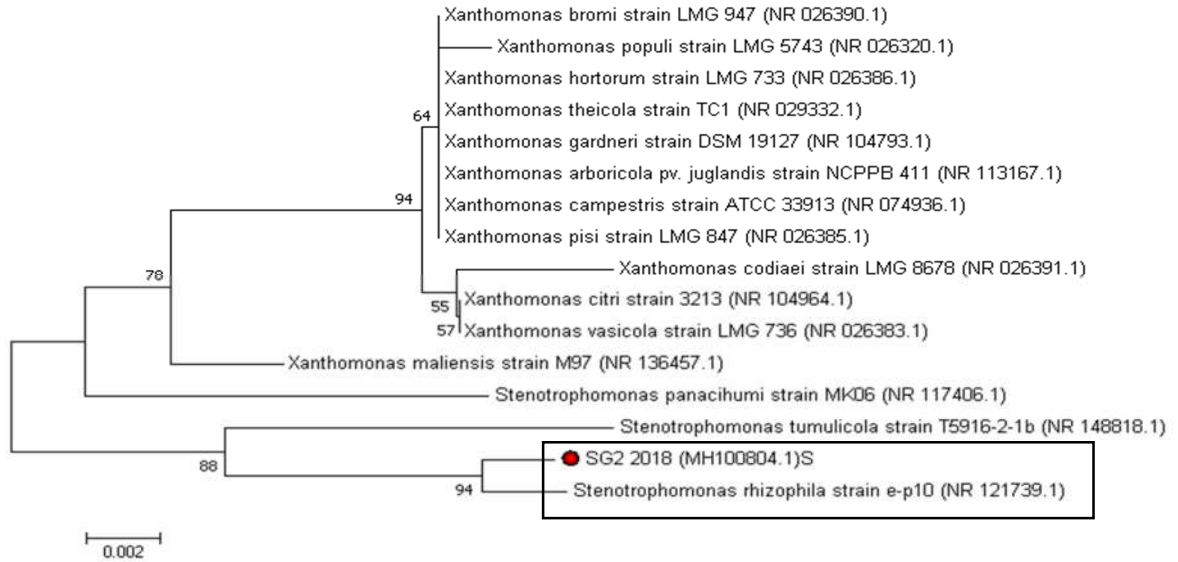 Xanthomonas bromi strain LMG 947 (NR 026390.1)
Xanthomonas populi strain LMG 5743 (NR 026320.1)
Xanthomonas hortorum strain LMG 733 (NR 026386.1)
Xanthomonas theicola strain TC1 (NR 029332.1)
64
Xanthomonas gardneri strain DSM 19127 (NR 104793.1)
Xanthomonas arboricola pv. juglandis strain NCPPB 411 (NR 113167.1)
94
Xanthomonas campestris strain ATCC 33913 (NR 074936.1)
Xanthomonas pisi strain LMG 847 (NR 026385.1)
78
Xanthomonas codiaei strain LMG 8678 (NR 026391.1)
55
Xanthomonas citri strain 3213 (NR 104964.1)
57
Xanthomonas vasicola strain LMG 736 (NR 026383.1)
Xanthomonas maliensis strain M97 (NR 136457.1)
Stenotrophomonas panacihumi strain MK06 (NR 117406.1)
Stenotrophomonas tumulicola strain T5916-2-1b (NR 148818.1)
88
SG2 2018 (MH100804.1)S
94
Stenotrophomonas rhizophila strain e-p10 (NR 121739.1)
0.002